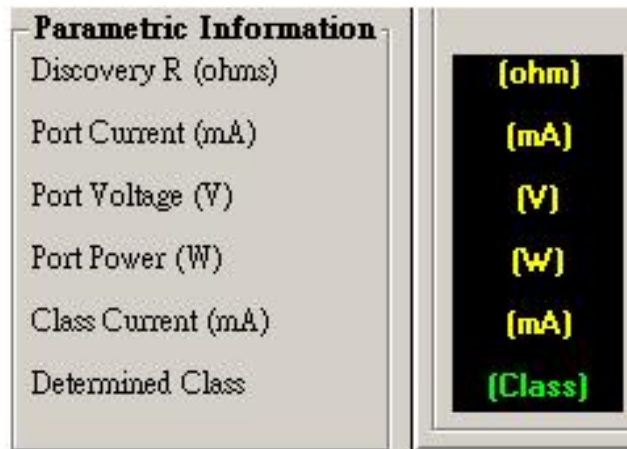 Parametric Information
Discovery R (ohms) (ohm)
Port Current (mA) (mA)
Port Voltage (V) (V)
Port Power (W) (W)
Class Current (mA) (mA)
Determined Class (Class)